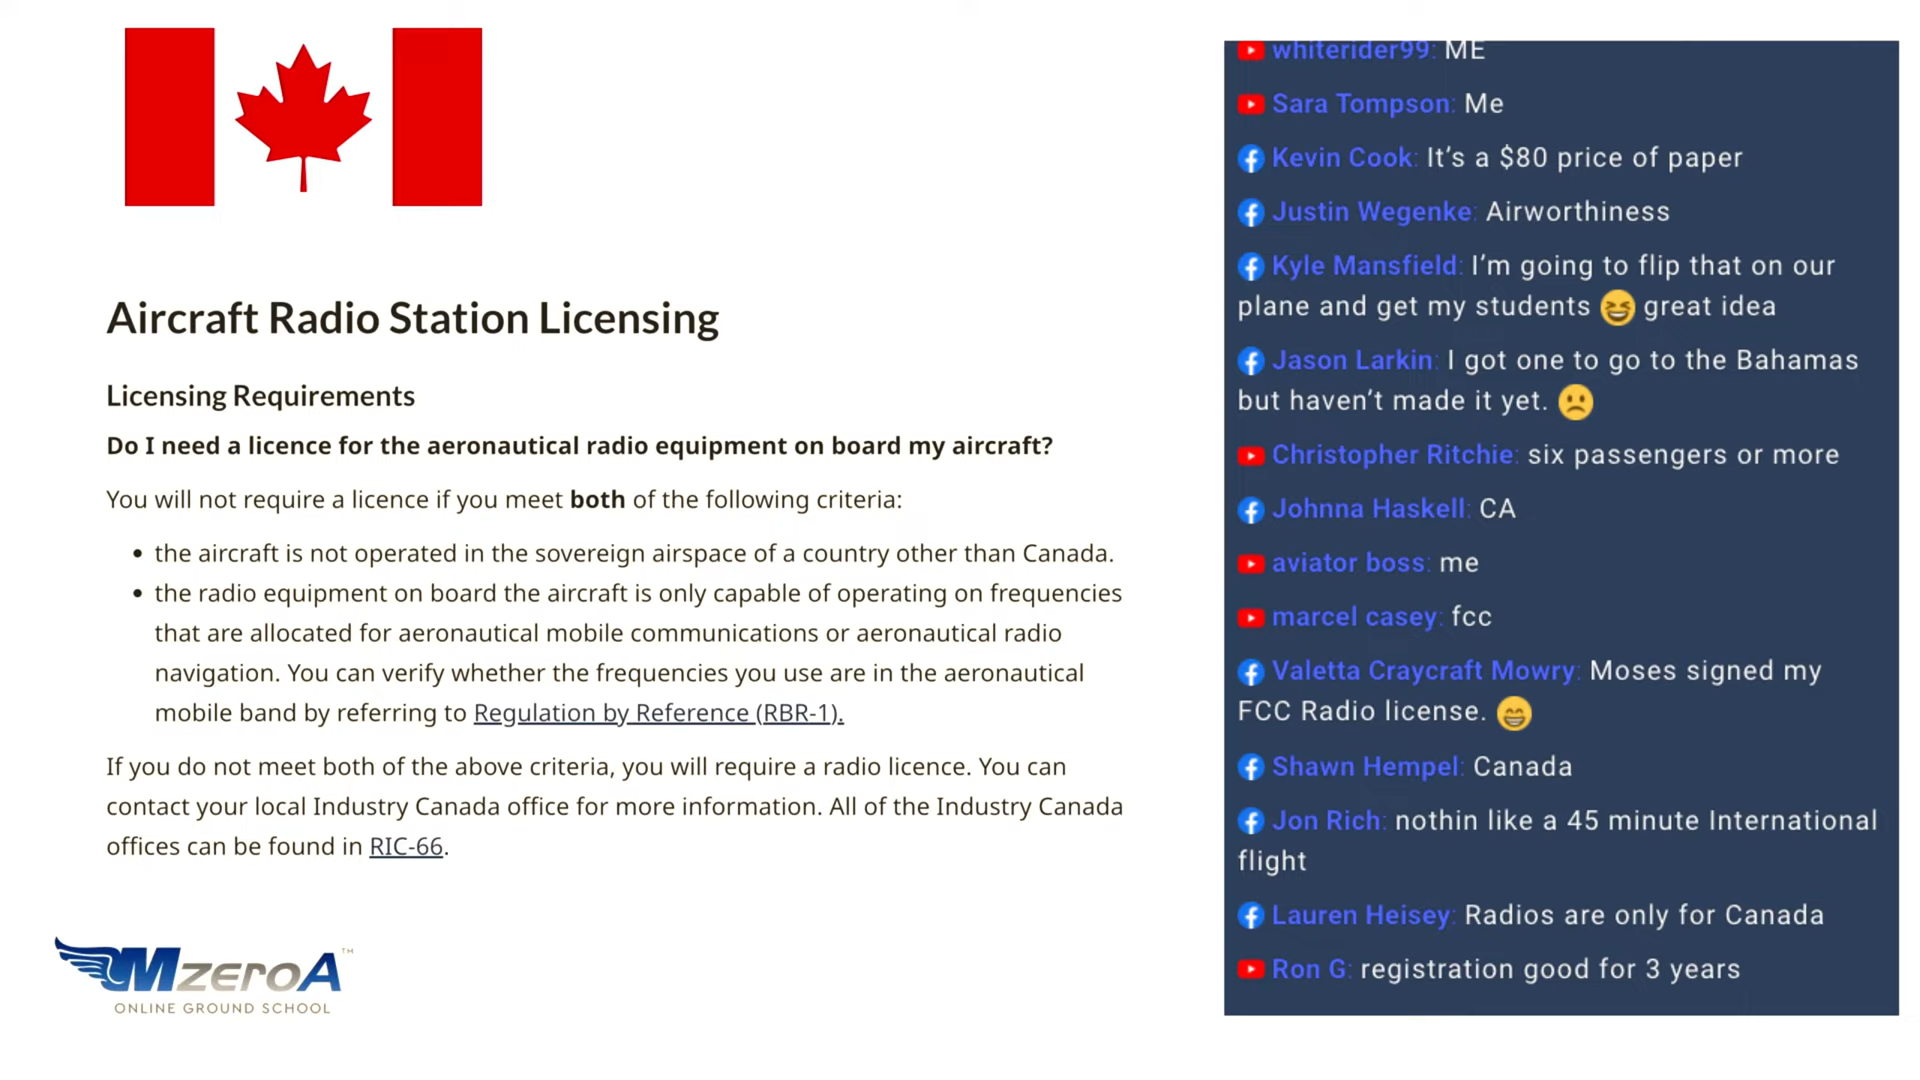 Aircraft Radio Station Licensing
Licensing Requirements
Do I need a licence for the aeronautical radio equipment on board my aircraft?
You will not require a licence if you meet both of the following criteria:
• the aircraft is not operated in the sovereign airspace of a country other than Canada.
• the radio equipment on board the aircraft is only capable of operating on frequencies
that are allocated for aeronautical mobile communications or aeronautical radio
navigation. You can verify whether the frequencies you use are in the aeronautical
mobile band by referring to Regulation by Reference (RBR-1).
If you do not meet both of the above criteria, you will require a radio licence. You can
contact your local Industry Canada office for more information. All of the Industry Canada
offices can be found in RIC-66.
MzeroA™
ONLINE GROUND SCHOOL
whiterider99: ME
Sara Tompson: Me
Kevin Cook: It’s a $80 price of paper
Justin Wegenke: Airworthiness
Kyle Mansfield: I’m going to flip that on our
plane and get my students 😆 great idea
Jason Larkin: I got one to go to the Bahamas
but haven’t made it yet. 🙁
Christopher Ritchie: six passengers or more
Johnna Haskell: CA
aviator boss: me
marcel casey: fcc
Valetta Craycraft Mowry: Moses signed my
FCC Radio license. 😁
Shawn Hempel: Canada
Jon Rich: nothin like a 45 minute International
flight
Lauren Heisey: Radios are only for Canada
Ron G: registration good for 3 years